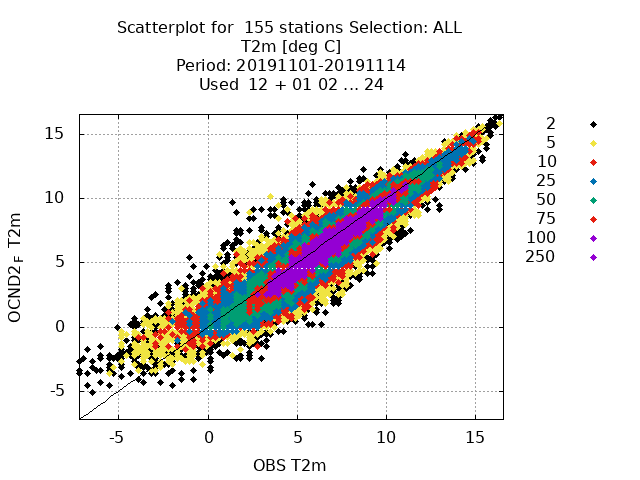 Scatterplot for  155 stations Selection: ALL
T2m [deg C]
Period: 20191101-20191114
Used  12 + 01 02 ... 24
OCND2_F T2m
15
10
5
0
-5
-5 0 5 10 15
OBS T2m
2
5
10
25
50
75
100
250